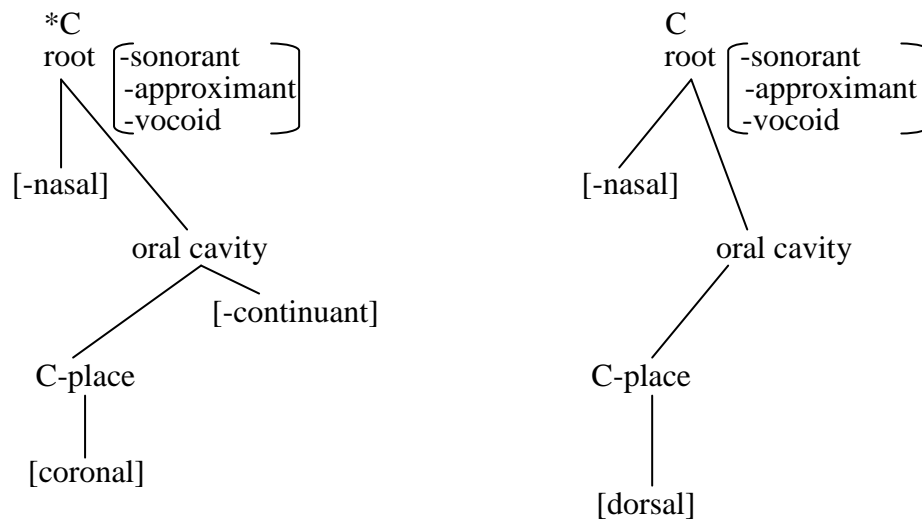 *C C
root -sonorant root -sonorant
-approximant -approximant
-vocoid -vocoid
[-nasal] [-nasal]
oral cavity oral cavity
[-continuant]
C-place C-place
[coronal]
[dorsal]